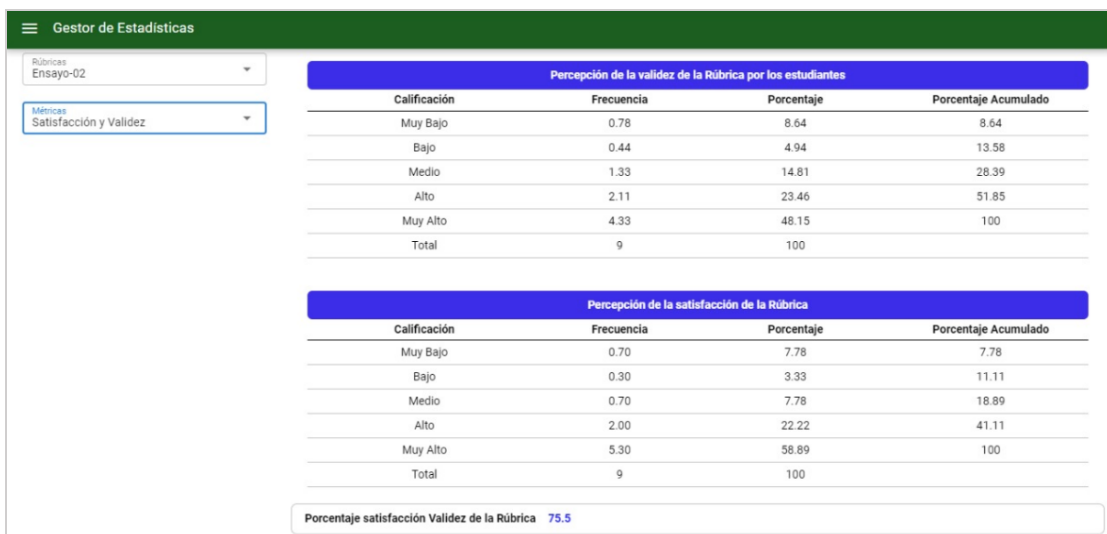 Gestor de Estadísticas
Rúbricas
Ensayo-02
Métricas
Satisfacción y Validez
Percepción de la validez de la Rúbrica por los estudiantes
Calificación Frecuencia Porcentaje Porcentaje Acumulado
Muy Bajo 0.78 8.64 8.64
Bajo 0.44 4.94 13.58
Medio 1.33 14.81 28.39
Alto 2.11 23.46 51.85
Muy Alto 4.33 48.15 100
Total 9 100
Percepción de la satisfacción de la Rúbrica
Calificación Frecuencia Porcentaje Porcentaje Acumulado
Muy Bajo 0.70 7.78 7.78
Bajo 0.30 3.33 11.11
Medio 0.70 7.78 18.89
Alto 2.00 22.22 41.11
Muy Alto 5.30 58.89 100
Total 9 100
Porcentaje satisfacción Validez de la Rúbrica 75.5